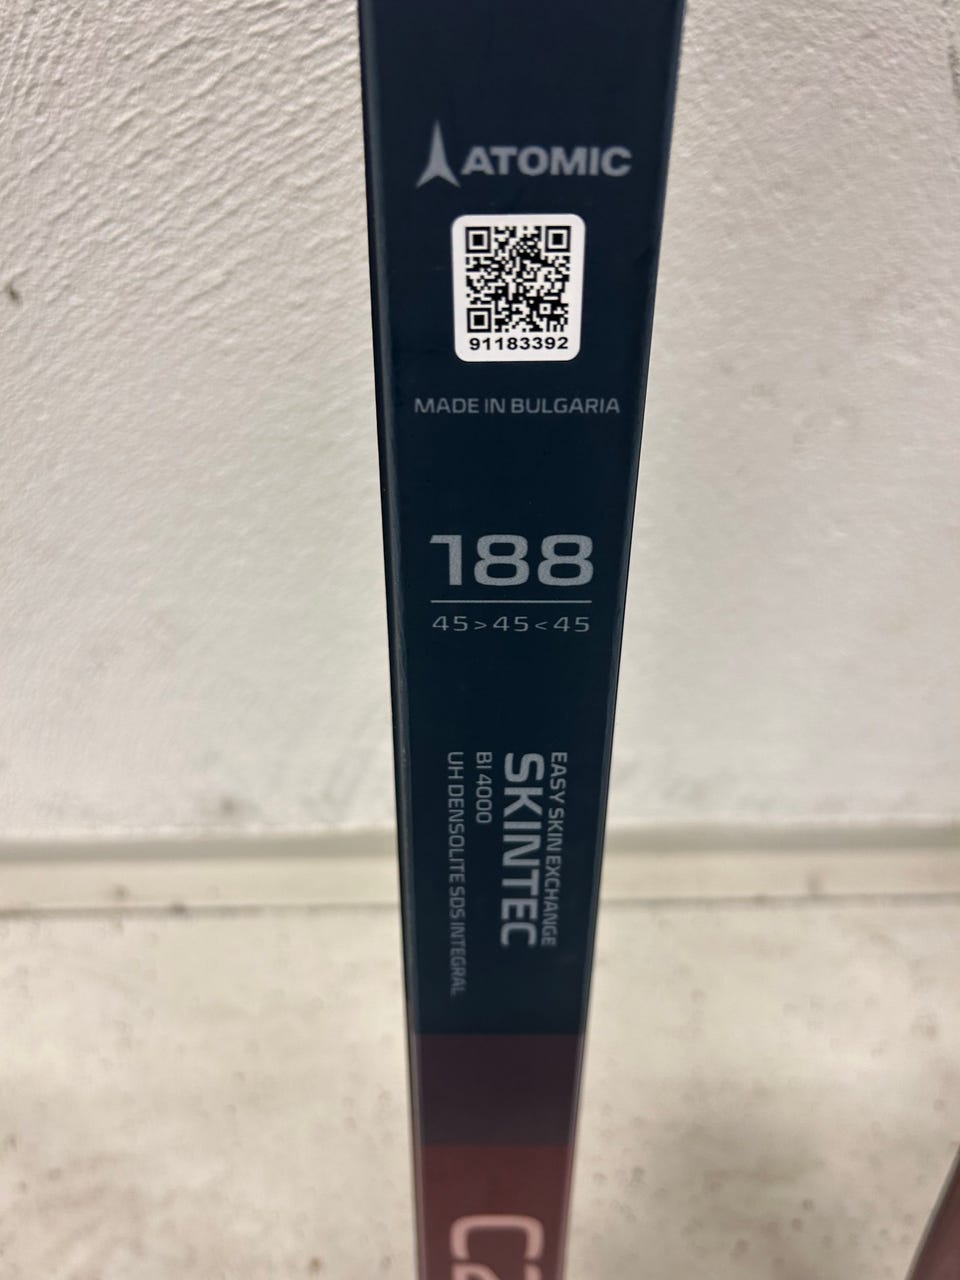 ATOMIC
91183392
MADE IN BULGARIA
188
45>45<45
EASY SKIN EXCHANGE
SKINTEC
BI 4000
UH DENSOLITE SDS INTEGRAL
C2